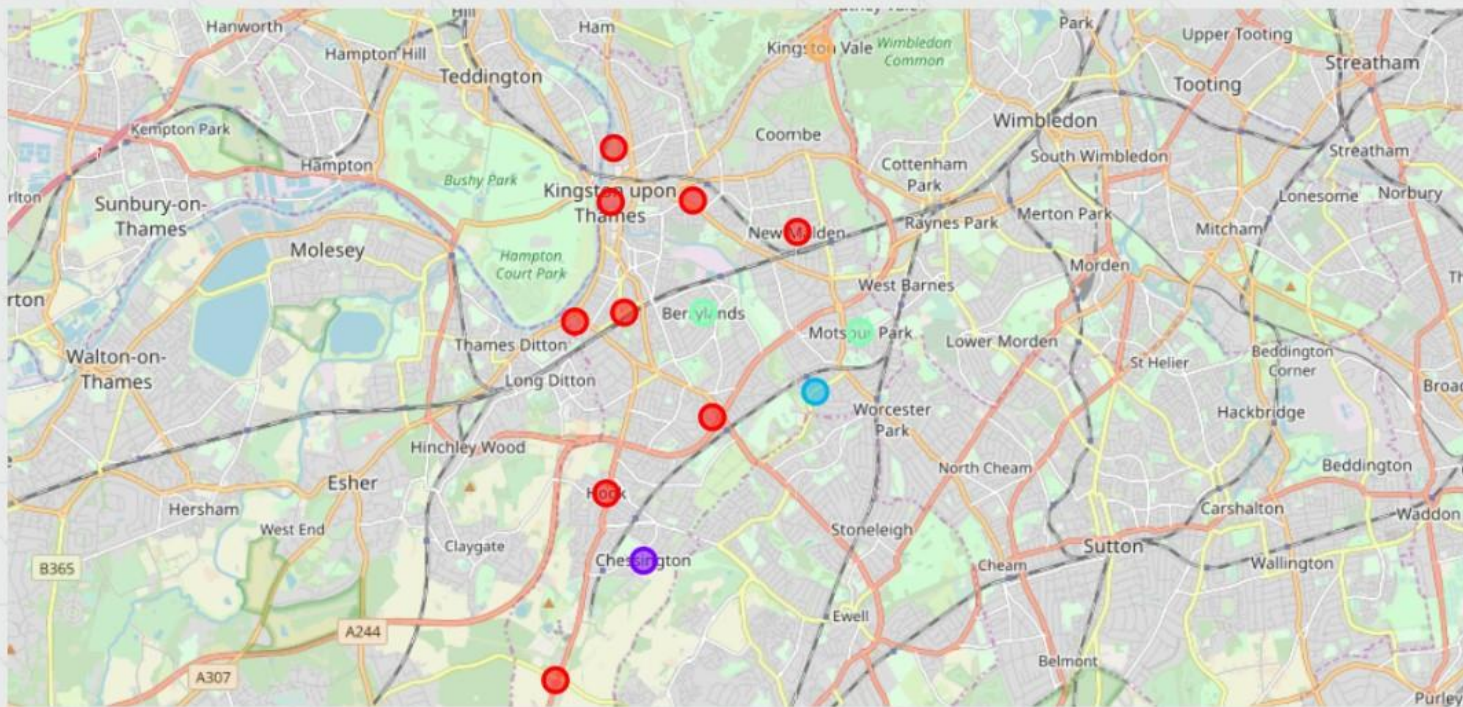 Hanworth
Hill
Ham
Putney Vale
Park
Upper Tooting
Hampton Hill
Kingston Vale
Wimbledon
Common
Streatham
Teddington
Tooting
Kempton Park
Coombe
Wimbledon
Hampton
Bushy Park
Cottenham
Park
South Wimbledon
Streatham
Sunbury-on-
Thames
Kingston upon
Thames
Lonesome
Norbury
Molesey
New Malden
Raynes Park
Merton Park
Mitcham
Hampton
Court Park
West Barnes
Morden
Berrylands
Motspur Park
Thames Ditton
Lower Morden
Walton-on-
Thames
Long Ditton
St Helier
Beddington
Corner
Worcester
Park
Hackbridge
Hinchley Wood
Esher
Hook
North Cheam
Beddington
Hersham
West End
Stoneleigh
Carshalton
Waddon
Claygate
Chessington
Cheam
Sutton
Wallington
B365
Ewell
A244
A307
Belmont
Purley